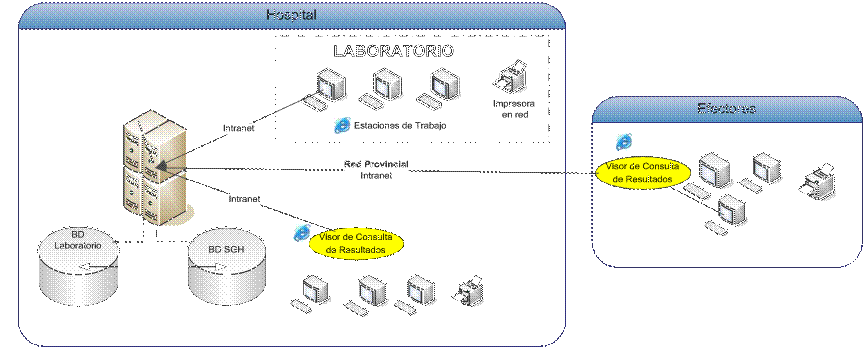 Hospital
LABORATORIO
Impresora
en red
Estaciones de Trabajo
Intranet
Efectores
Red Provincial
Intranet
Visor de Consulta
de Resultados
Intranet
BD
Laboratorio
BD SGH
Visor de Consulta
de Resultados